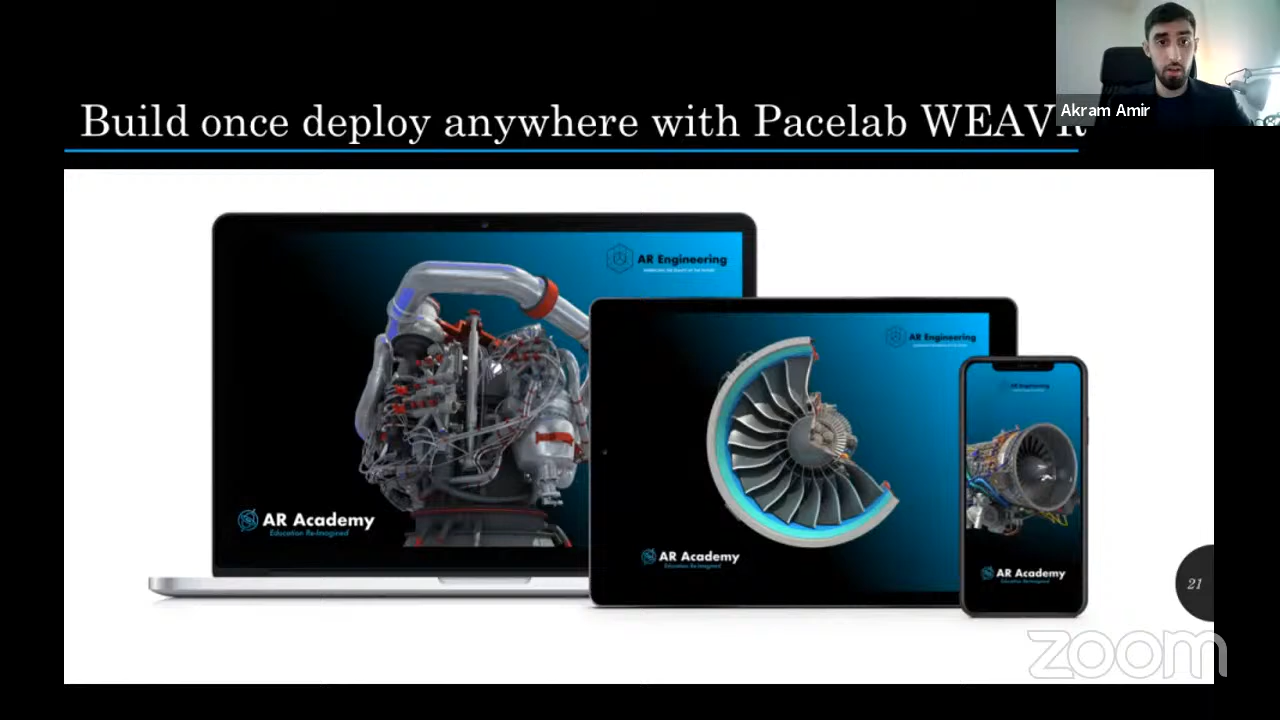 Akram Amir
Build once deploy anywhere with Pacelab WEAVR
AR Engineering
AR Engineering
AR Engineering
AR Academy
Education Re-Imagined
AR Academy
Education Re-Imagined
AR Academy
Education Re-Imagined
21
zoom